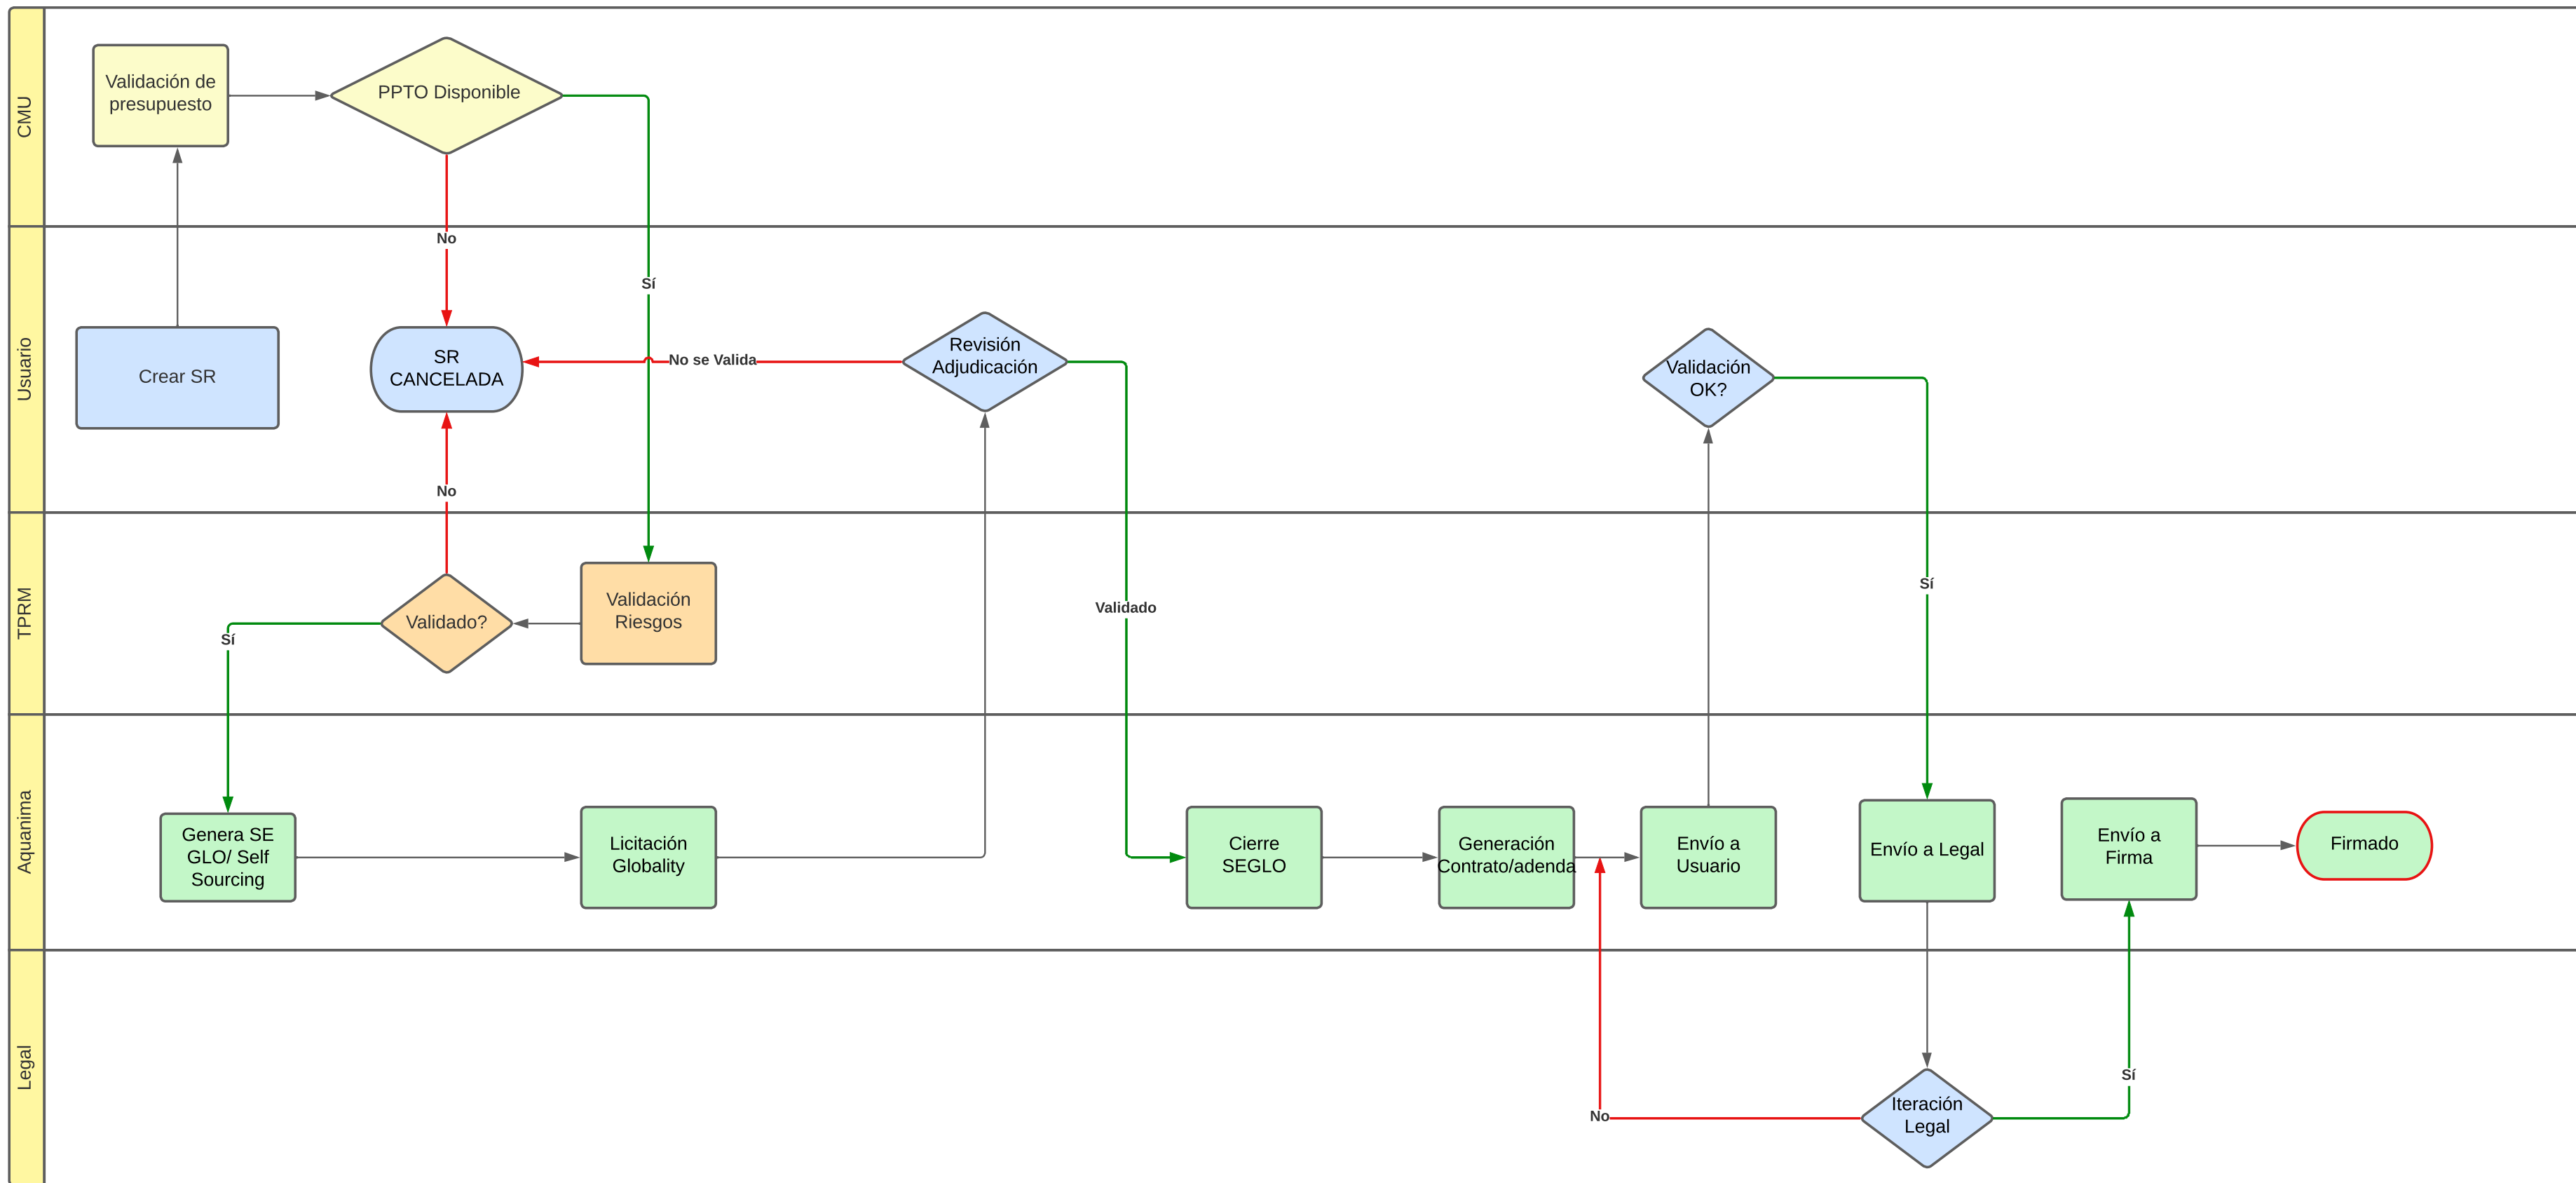 CMU
Validación de
presupuesto
PPTO Disponible
No
Sí
Usuario
Crear SR
SR
CANCELADA
No se Valida
Revisión
Adjudicación
Validación
OK?
No
TPRM
Validado?
Validación
Riesgos
Sí
Validado
Sí
Aquanima
Genera SE
GLO/ Self
Sourcing
Licitación
Globality
Cierre
SEGLO
Generación
Contrato/adenda
Envío a
Usuario
Envío a Legal
Envío a
Firma
Firmado
Legal
No
Iteración
Legal
Sí